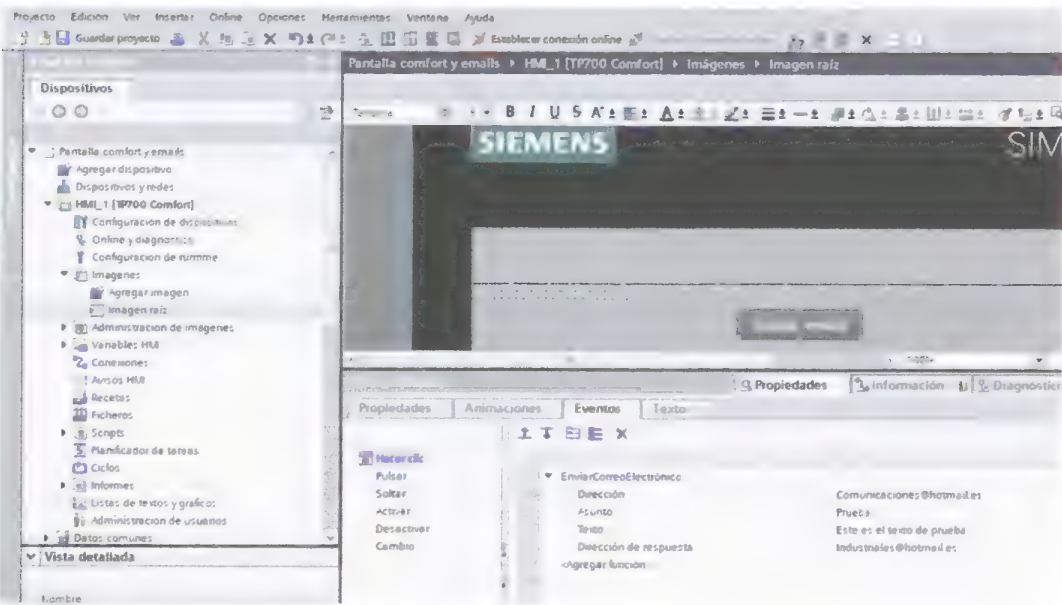 Proyecto Edición Ver Insertar Online Opciones Herramientas Ventana Ayuda
Guardar proyecto Establecer conexión online
Pantalla comfort y emails HMI_1 [TP700 Comfort] Imágenes Imagen raíz
Dispositivos
B I U S A
SIEMENS SIM
Pantalla comfort y emails
Agregar dispositivo
Dispositivos y redes
HMI_1 [TP700 Comfort]
Configuración de dispositivos
Online y diagnóstico
Configuración de runtime
Imágenes
Agregar imagen
Imagen raíz
Administración de imágenes
Variables HMI
Conexiones
Avisos HMI
Recetas
Ficheros
Scripts
Planificador de tareas
Ciclos
Informes
Listas de textos y gráficos
Administración de usuarios
Datos comunes
Vista detallada
Nombre
Propiedades Información Diagnóstic
Propiedades Animaciones Eventos Texto
Hacer clic
Pulsar
Soltar
Activar
Desactivar
Cambio
EnviarCorreoElectrónico
Dirección Comunicaciones@hotmail.es
Asunto Prueba
Texto Este es el texto de prueba
Dirección de respuesta Industriales@hotmail.es
<Agregar función>